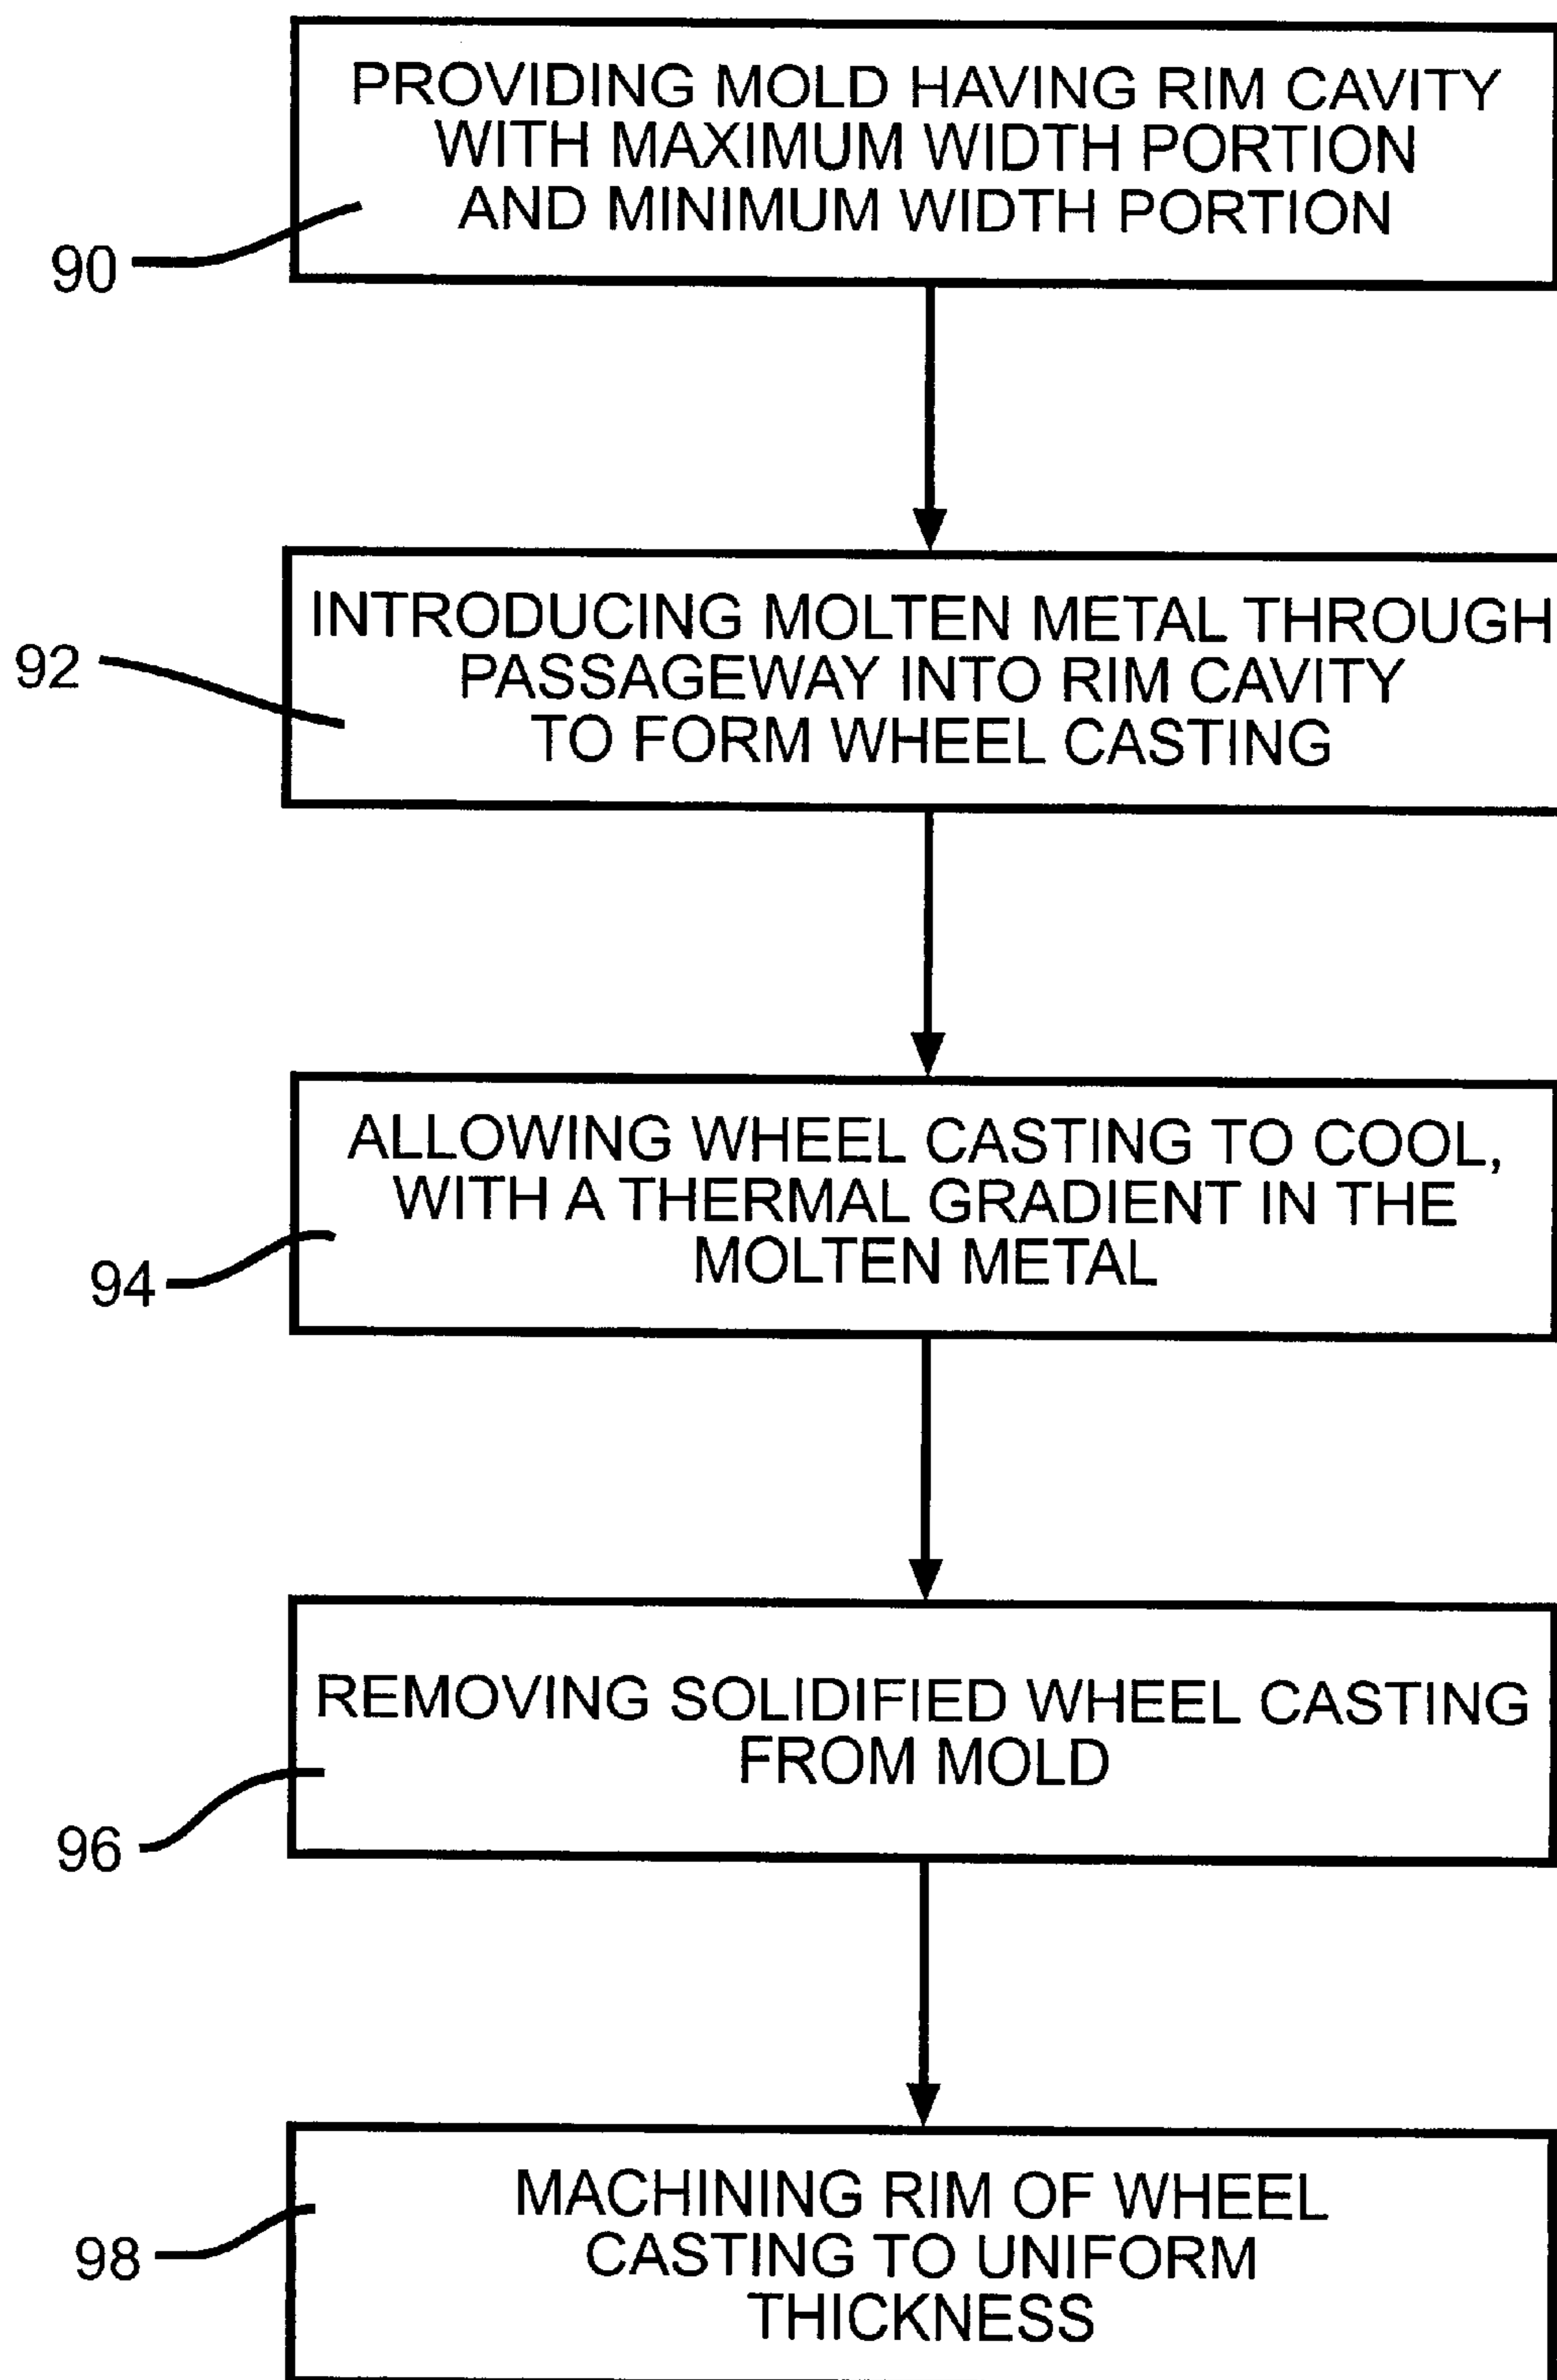 PROVIDING MOLD HAVING RIM CAVITY
WITH MAXIMUM WIDTH PORTION
AND MINIMUM WIDTH PORTION
90
INTRODUCING MOLTEN METAL THROUGH
PASSAGEWAY INTO RIM CAVITY
TO FORM WHEEL CASTING
92
ALLOWING WHEEL CASTING TO COOL,
WITH A THERMAL GRADIENT IN THE
MOLTEN METAL
94
REMOVING SOLIDIFIED WHEEL CASTING
FROM MOLD
96
MACHINING RIM OF WHEEL
CASTING TO UNIFORM
THICKNESS
98